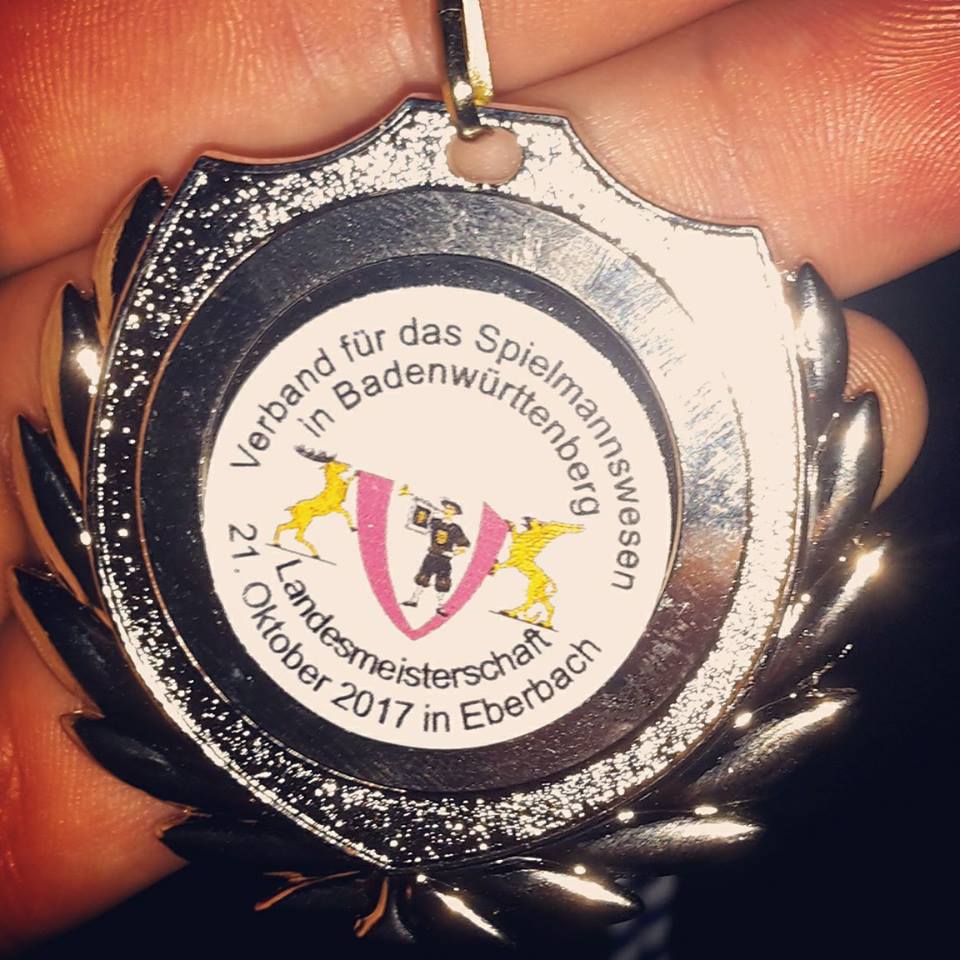 Verband für das Spielmannswesen
in Badenwürttenberg
Landesmeisterschaft
21. Oktober 2017 in Eberbach